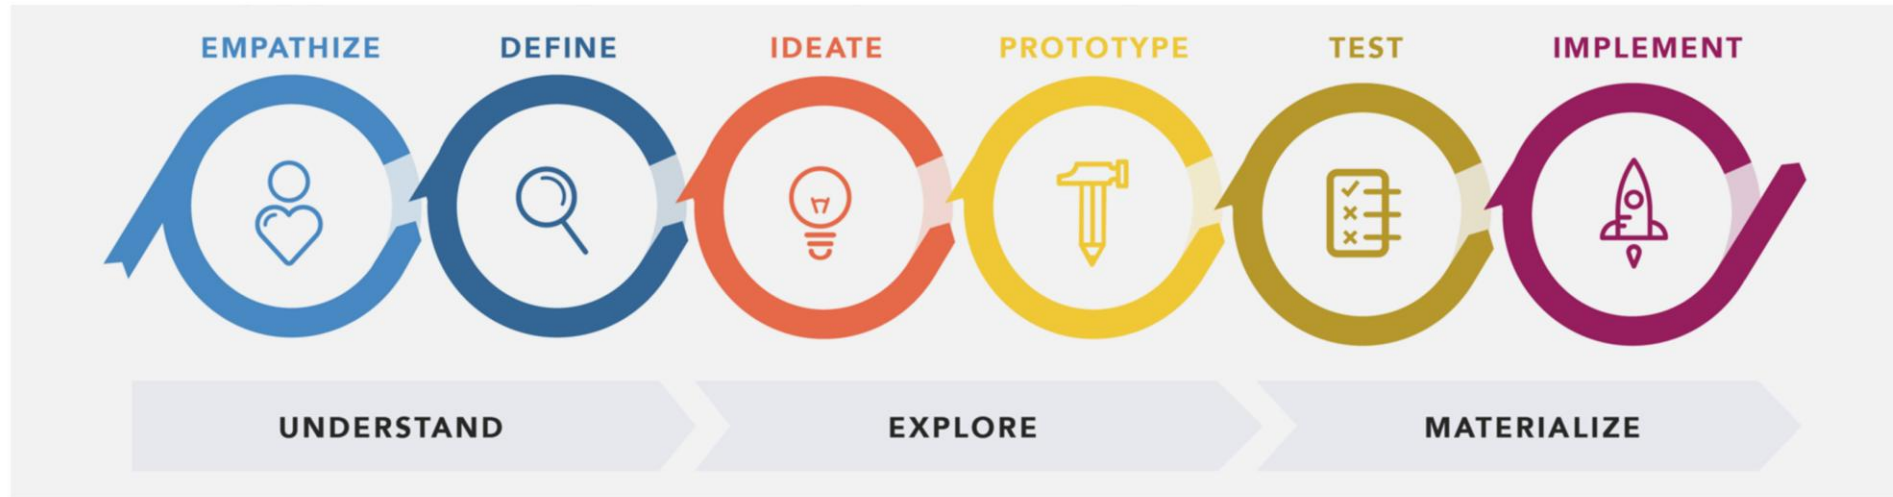 EMPATHIZE DEFINE IDEATE PROTOTYPE TEST IMPLEMENT
UNDERSTAND EXPLORE MATERIALIZE